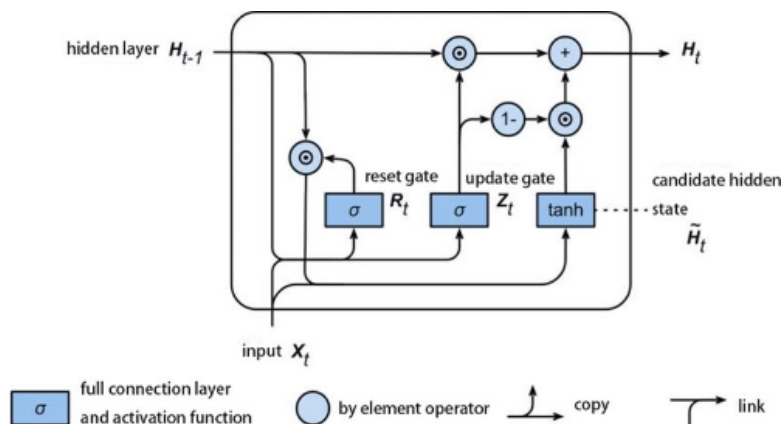 hidden layer H_{t-1}
H_t
+
1-
reset gate
R_t
update gate
Z_t
candidate hidden
state
H̃_t
σ
σ
tanh
input X_t
σ
full connection layer
and activation function
by element operator
copy
link